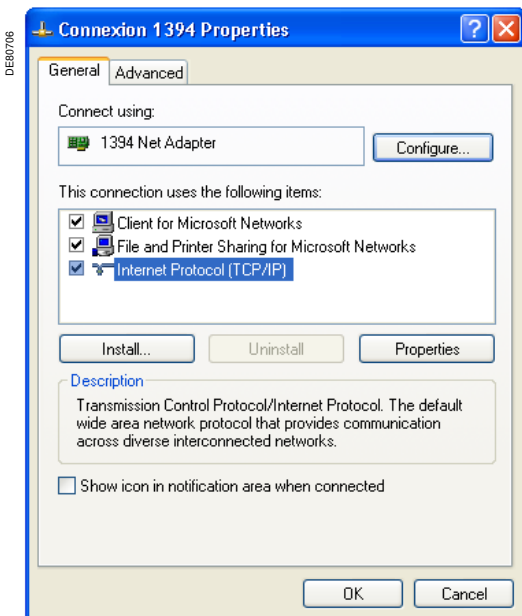 DE80706
Connexion 1394 Properties
General Advanced
Connect using:
1394 Net Adapter
Configure...
This connection uses the following items:
Client for Microsoft Networks
File and Printer Sharing for Microsoft Networks
Internet Protocol (TCP/IP)
Install... Uninstall Properties
Description
Transmission Control Protocol/Internet Protocol. The default
wide area network protocol that provides communication
across diverse interconnected networks.
Show icon in notification area when connected
OK Cancel